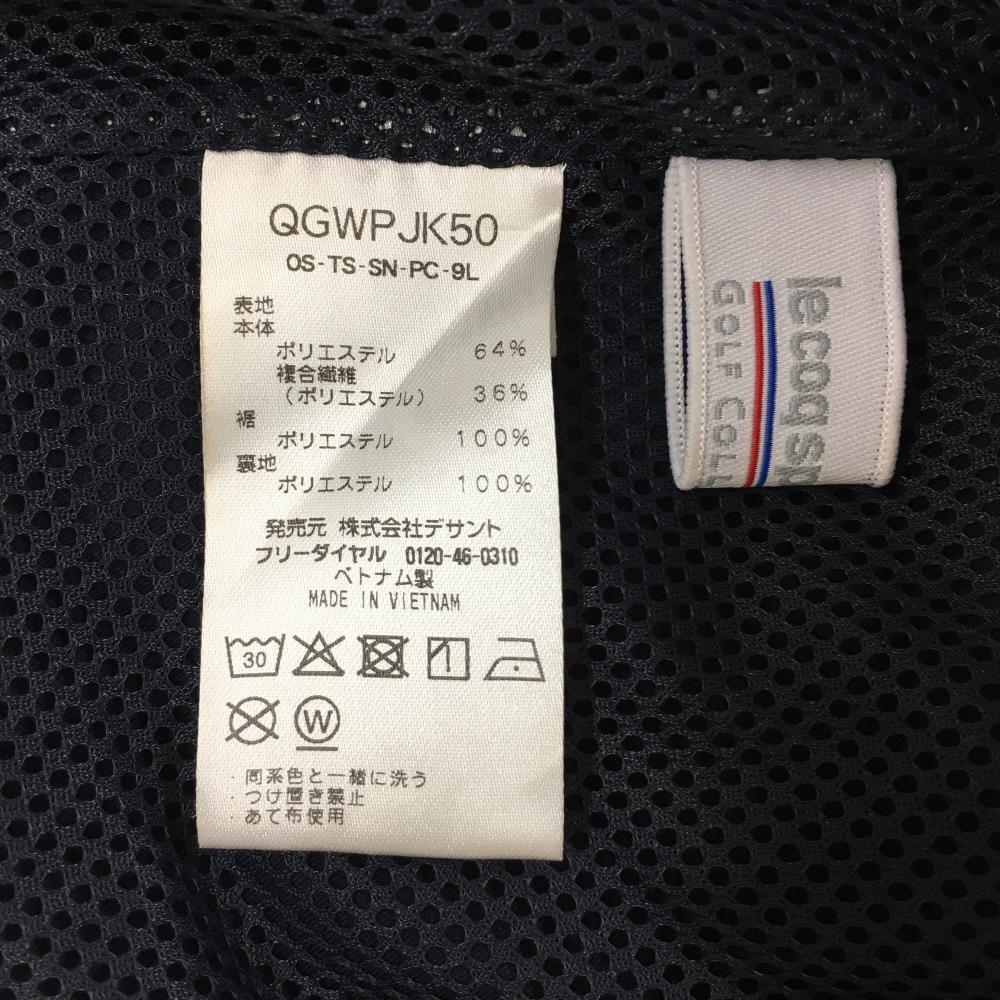 QGWPJK50
OS-TS-SN-PC-9L
表地
本体
ポリエステル 64%
複合繊維
(ポリエステル) 36%
裾
ポリエステル 100%
裏地
ポリエステル 100%
発売元 株式会社デサント
フリーダイヤル 0120-46-0310
ベトナム製
MADE IN VIETNAM
30
W
・同系色と一緒に洗う
・つけ置き禁止
・あて布使用
lecoqsp
GOLF COLL